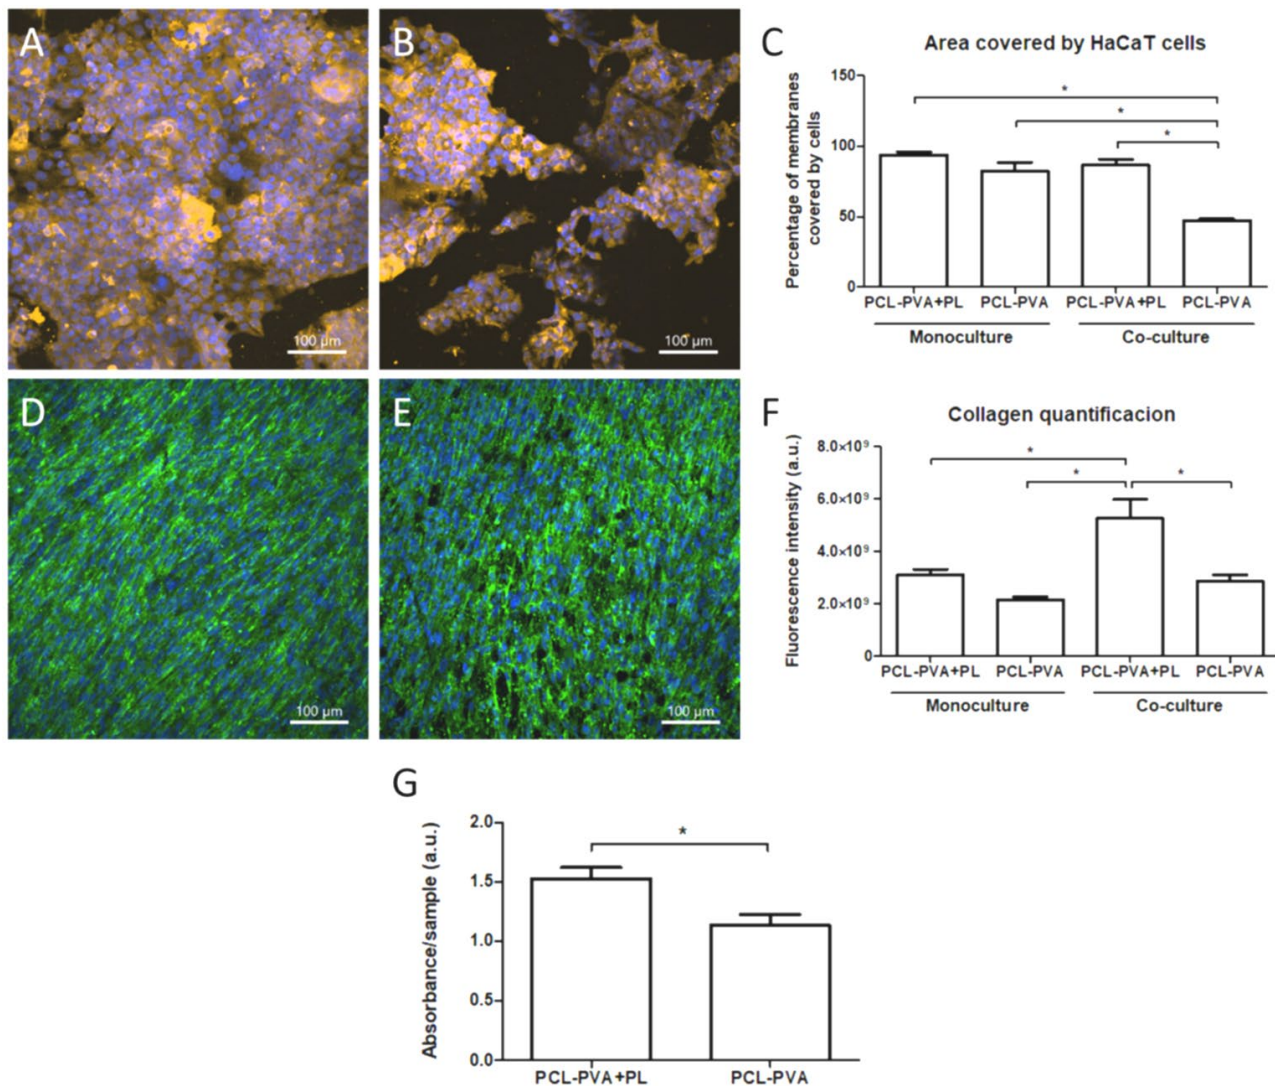 A
B
C
Area covered by HaCaT cells
Percentage of membranes
covered by cells
150
100
50
0
*
*
*
PCL-PVA+PL PCL-PVA PCL-PVA+PL PCL-PVA
Monoculture Co-culture
100 µm
100 µm
D
E
F
Collagen quantificacion
Fluorescence intensity (a.u.)
8.0×10⁹
6.0×10⁹
4.0×10⁹
2.0×10⁹
0
*
*
*
PCL-PVA+PL PCL-PVA PCL-PVA+PL PCL-PVA
Monoculture Co-culture
100 µm
100 µm
G
Absorbance/sample (a.u.)
2.0
1.5
1.0
0.5
0.0
*
PCL-PVA+PL PCL-PVA